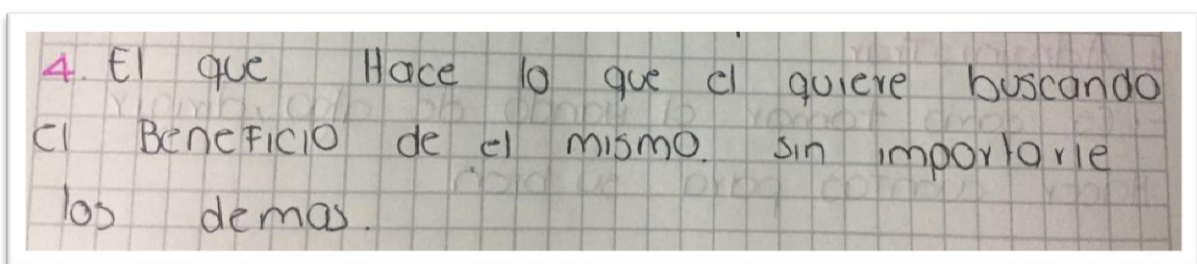 4. El que Hace lo que el quiere buscando
el Beneficio de el mismo. sin importarle
los demas.